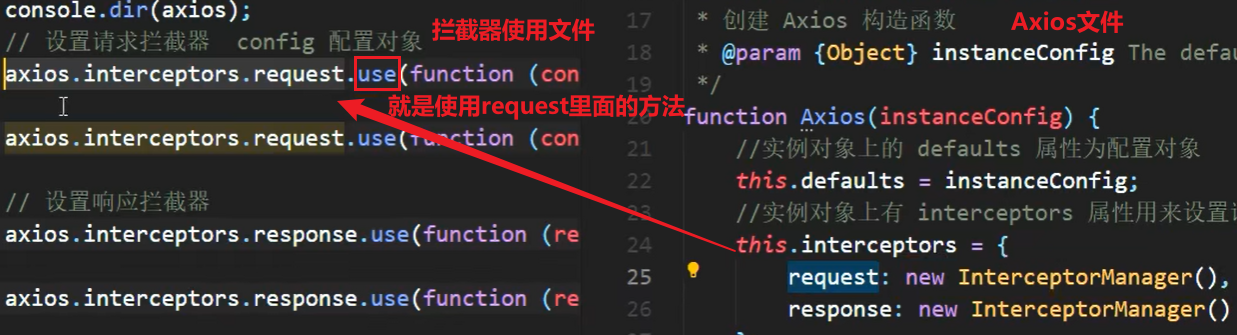 console.dir(axios);
// 设置请求拦截器  config 配置对象
拦截器使用文件
axios.interceptors.request.use(function (con
就是使用request里面的方法
axios.interceptors.request.use(function (con
// 设置响应拦截器
axios.interceptors.response.use(function (re
axios.interceptors.response.use(function (re
17 * 创建 Axios 构造函数
Axios文件
18 * @param {Object} instanceConfig The defa
19 */
20 function Axios(instanceConfig) {
21 //实例对象上的 defaults 属性为配置对象
22 this.defaults = instanceConfig;
23 //实例对象上有 interceptors 属性用来设置
24 this.interceptors = {
25 request: new InterceptorManager(),
26 response: new InterceptorManager()